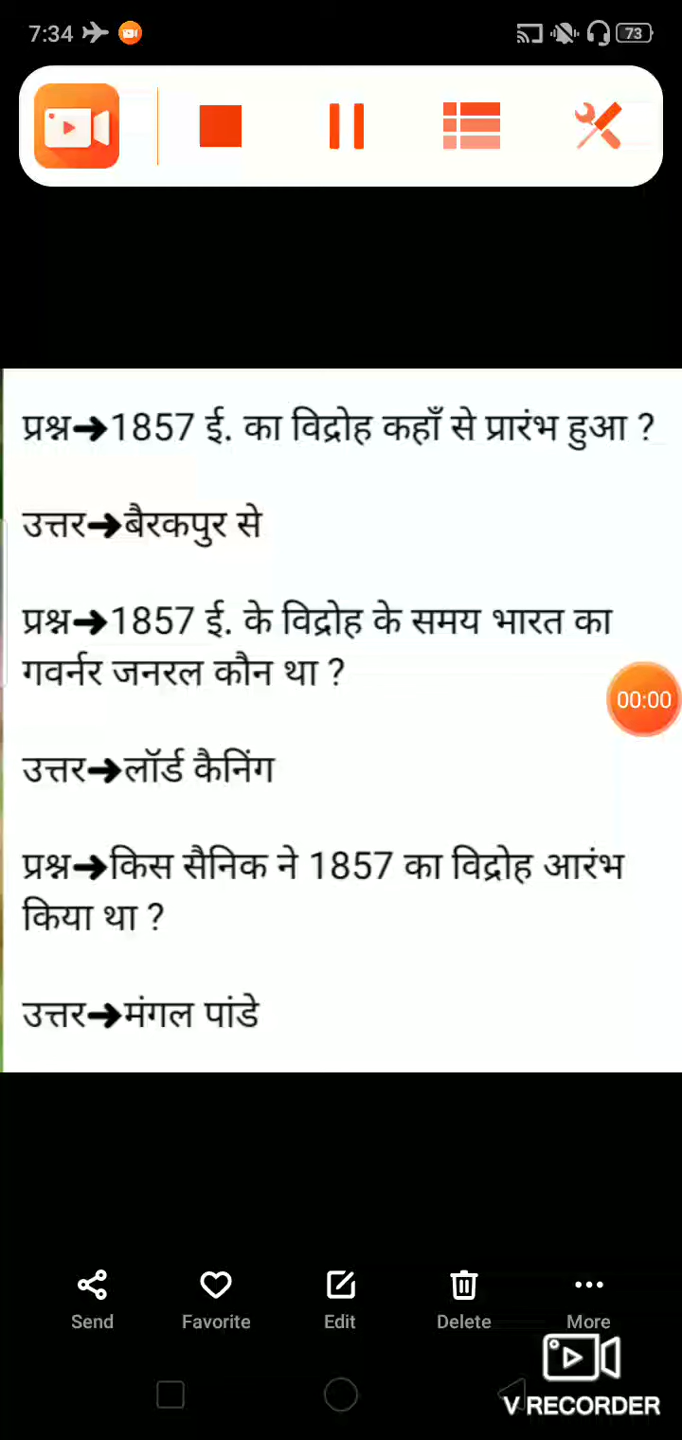 7:34
73
प्रश्न➔1857 ई. का विद्रोह कहाँ से प्रारंभ हुआ ?
उत्तर➔बैरकपुर से
प्रश्न➔1857 ई. के विद्रोह के समय भारत का
गवर्नर जनरल कौन था ?
00:00
उत्तर➔लॉर्ड कैनिंग
प्रश्न➔किस सैनिक ने 1857 का विद्रोह आरंभ
किया था ?
उत्तर➔मंगल पांडे
Send Favorite Edit Delete More
V RECORDER